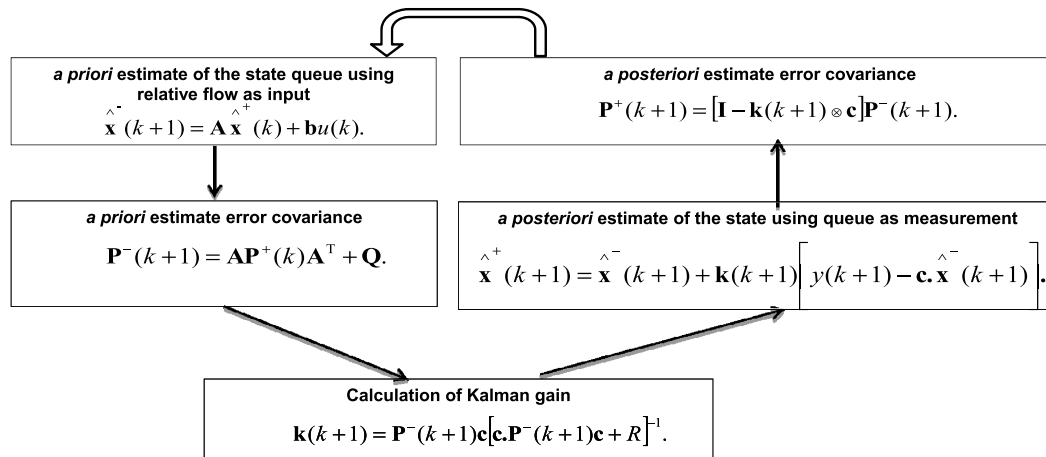 a priori estimate of the state queue using
relative flow as input
x̂⁻(k+1) = A x̂⁺(k) + bu(k).
a priori estimate error covariance
P⁻(k+1) = AP⁺(k)Aᵀ + Q.
Calculation of Kalman gain
k(k+1) = P⁻(k+1)c[c.P⁻(k+1)c + R]⁻¹.
a posteriori estimate of the state using queue as measurement
x̂⁺(k+1) = x̂⁻(k+1) + k(k+1)[y(k+1) − c. x̂⁻(k+1)].
a posteriori estimate error covariance
P⁺(k+1) = [I − k(k+1) ⊗ c]P⁻(k+1).